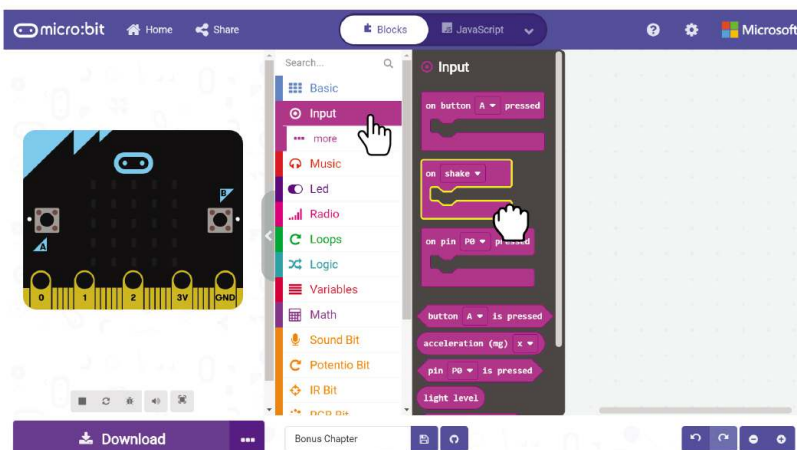 micro:bit Home Share Blocks JavaScript Microsoft
Search...
Basic
Input
more
Music
Led
Radio
Loops
Logic
Variables
Math
Sound Bit
Potentio Bit
IR Bit
Input
on button A pressed
on shake
on pin P0 pressed
button A is pressed
acceleration (mg) x
pin P0 is pressed
light level
B
A
0 1 2 3V GND
Download
Bonus Chapter